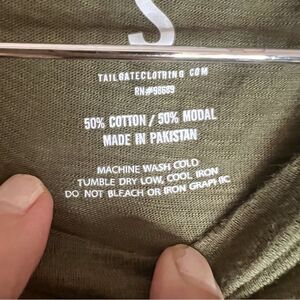 S
TAILGATECLOTHING COM
RN#98689
50% COTTON / 50% MODAL
MADE IN PAKISTAN
MACHINE WASH COLD
TUMBLE DRY LOW, COOL IRON
DO NOT BLEACH OR IRON GRAPHIC